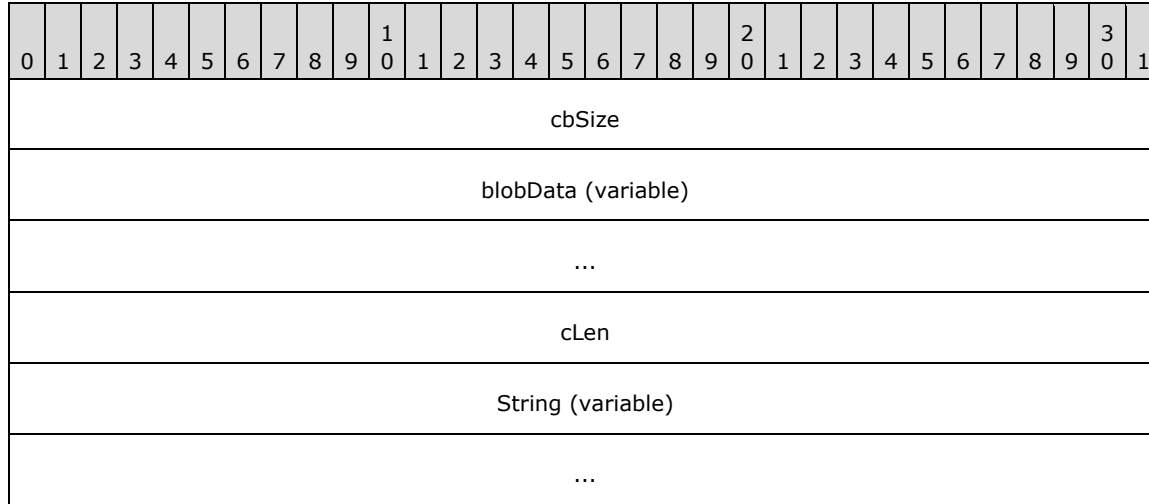 1 2 3
0 1 2 3 4 5 6 7 8 9 0 1 2 3 4 5 6 7 8 9 0 1 2 3 4 5 6 7 8 9 0 1
cbSize
blobData (variable)
...
cLen
String (variable)
...